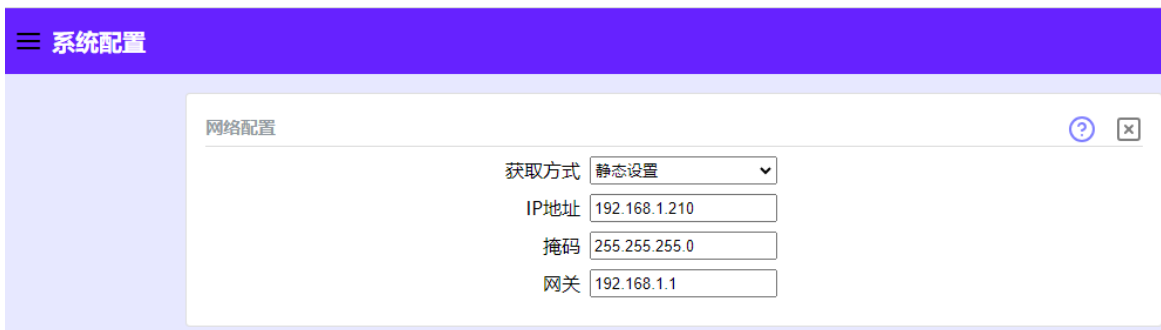 系统配置
网络配置
获取方式 静态设置
IP地址 192.168.1.210
掩码 255.255.255.0
网关 192.168.1.1